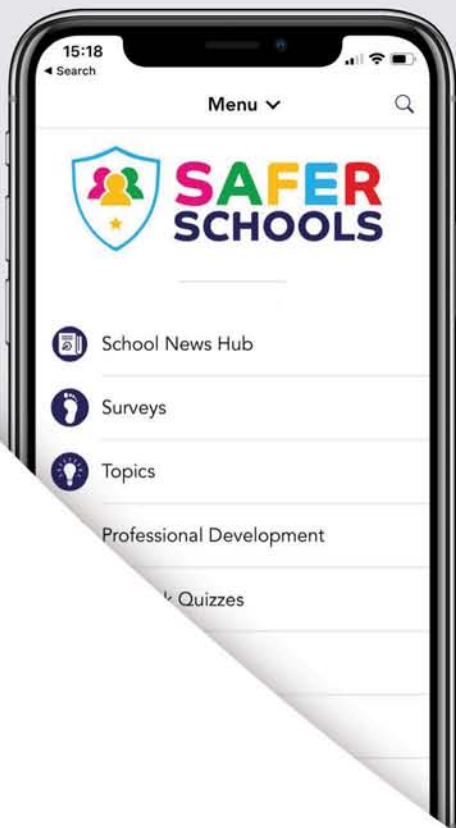 15:18
◀ Search
Menu
SAFER
SCHOOLS
School News Hub
Surveys
Topics
Professional Development
Quizzes